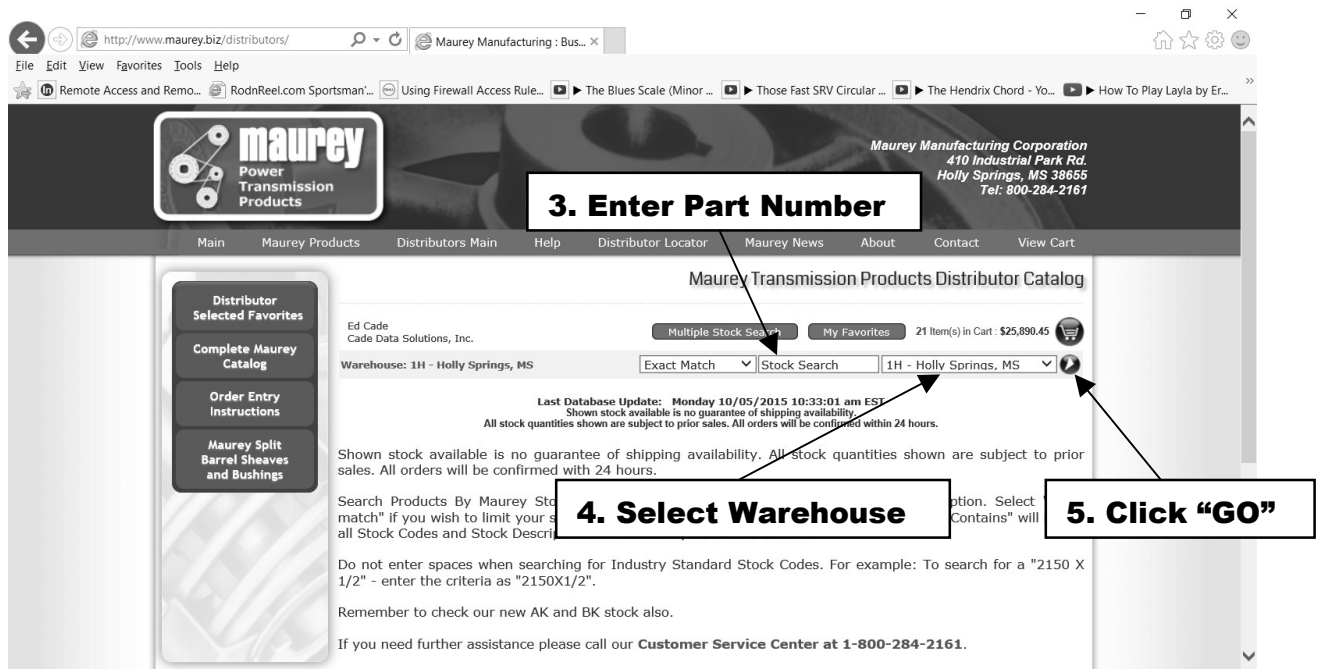 http://www.maurey.biz/distributors/
Maurey Manufacturing : Bus...
File Edit View Favorites Tools Help
Remote Access and Remo... RodnReel.com Sportsman'... Using Firewall Access Rule... ▶ The Blues Scale (Minor ... ▶ Those Fast SRV Circular ... ▶ The Hendrix Chord - Yo... ▶ How To Play Layla by Er... »
maurey
Power
Transmission
Products
Maurey Manufacturing Corporation
410 Industrial Park Rd.
Holly Springs, MS 38655
Tel: 800-284-2161
3. Enter Part Number
Main Maurey Products Distributors Main Help Distributor Locator Maurey News About Contact View Cart
Maurey Transmission Products Distributor Catalog
Distributor
Selected Favorites
Complete Maurey
Catalog
Order Entry
Instructions
Maurey Split
Barrel Sheaves
and Bushings
Ed Cade
Cade Data Solutions, Inc.
Multiple Stock Search My Favorites 21 Item(s) in Cart : $25,890.45
Warehouse: 1H - Holly Springs, MS Exact Match Stock Search 1H - Holly Springs, MS
Last Database Update: Monday 10/05/2015 10:33:01 am EST
Shown stock available is no guarantee of shipping availability.
All stock quantities shown are subject to prior sales. All orders will be confirmed within 24 hours.
Shown stock available is no guarantee of shipping availability. All stock quantities shown are subject to prior
sales. All orders will be confirmed with 24 hours.
Search Products By Maurey Sto ption. Select
match" if you wish to limit your s Contains" will
all Stock Codes and Stock Descrip
4. Select Warehouse
5. Click “GO”
Do not enter spaces when searching for Industry Standard Stock Codes. For example: To search for a "2150 X
1/2" - enter the criteria as "2150X1/2".
Remember to check our new AK and BK stock also.
If you need further assistance please call our Customer Service Center at 1-800-284-2161.